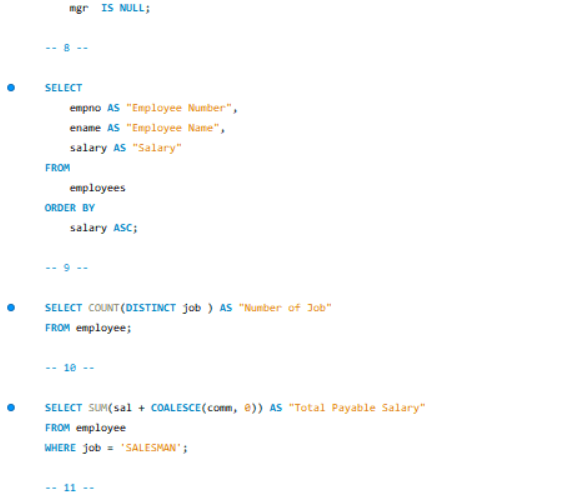 mgr IS NULL;
-- 8 --
SELECT
empno AS "Employee Number",
ename AS "Employee Name",
salary AS "Salary"
FROM
employees
ORDER BY
salary ASC;
-- 9 --
SELECT COUNT(DISTINCT job ) AS "Number of Job"
FROM employee;
-- 10 --
SELECT SUM(sal + COALESCE(comm, 0)) AS "Total Payable Salary"
FROM employee
WHERE job = 'SALESMAN';
-- 11 --